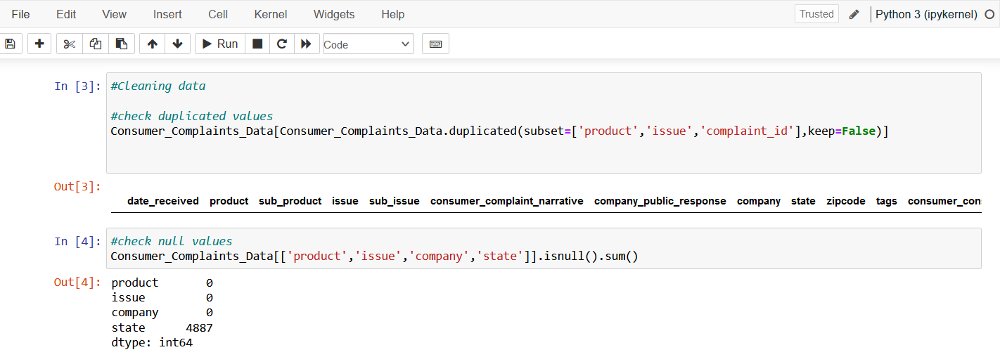 File Edit View Insert Cell Kernel Widgets Help Trusted Python 3 (ipykernel)
Run Code
In [3]: #Cleaning data
#check duplicated values
Consumer_Complaints_Data[Consumer_Complaints_Data.duplicated(subset=['product','issue','complaint_id'],keep=False)]
Out[3]:
date_received product sub_product issue sub_issue consumer_complaint_narrative company_public_response company state zipcode tags consumer_con
In [4]: #check null values
Consumer_Complaints_Data[['product','issue','company','state']].isnull().sum()
Out[4]: product 0
issue 0
company 0
state 4887
dtype: int64